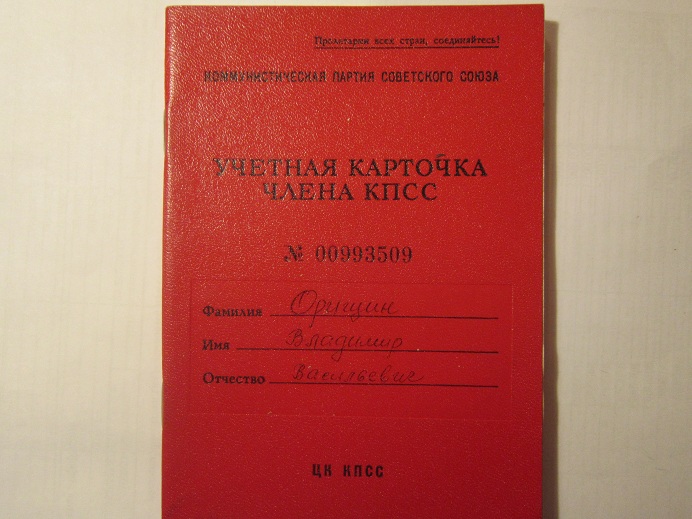 Пролетарии всех стран, соединяйтесь!
КОММУНИСТИЧЕСКАЯ ПАРТИЯ СОВЕТСКОГО СОЮЗА
УЧЕТНАЯ КАРТОЧКА
ЧЛЕНА КПСС
№ 00993509
Фамилия
Имя Владимир
Отчество Васильевич
ЦК КПСС